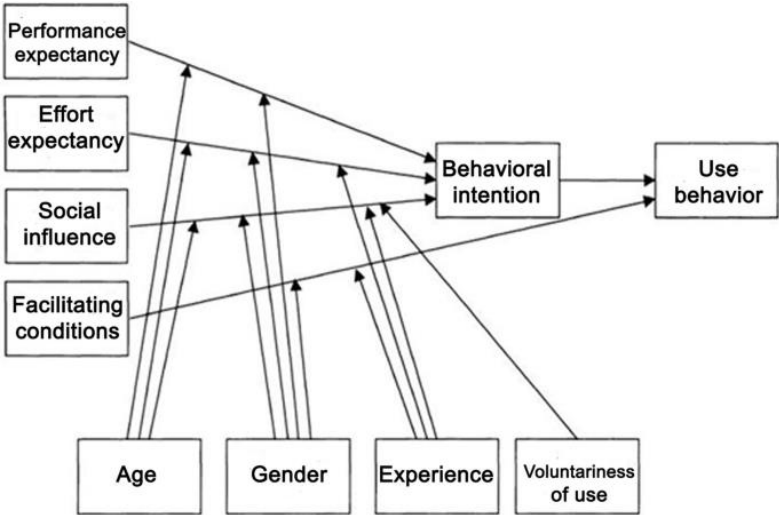 Performance
expectancy
Effort
expectancy
Social
influence
Facilitating
conditions
Behavioral
intention
Use
behavior
Age
Gender
Experience
Voluntariness
of use